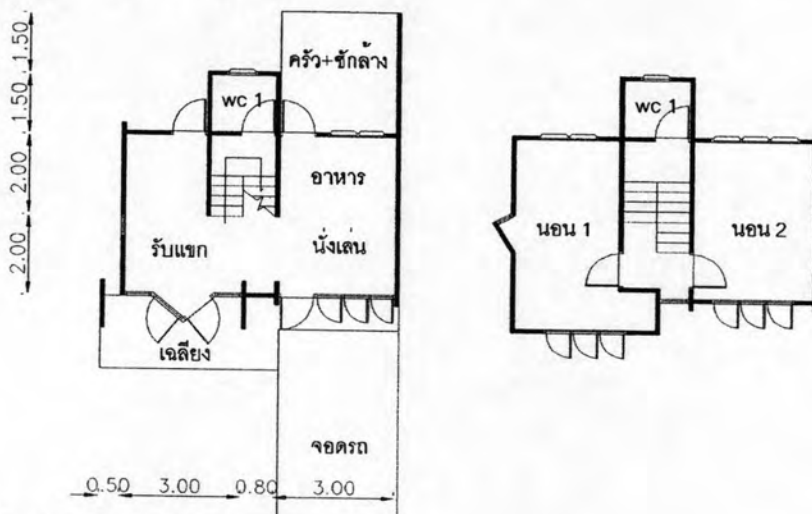 1.50
1.50
2.00
2.00
ครัว+ซักล้าง
wc 1
อาหาร
รับแขก
นั่งเล่น
เฉลียง
จอดรถ
0.50
3.00
0.80
3.00
wc 1
นอน 1
นอน 2